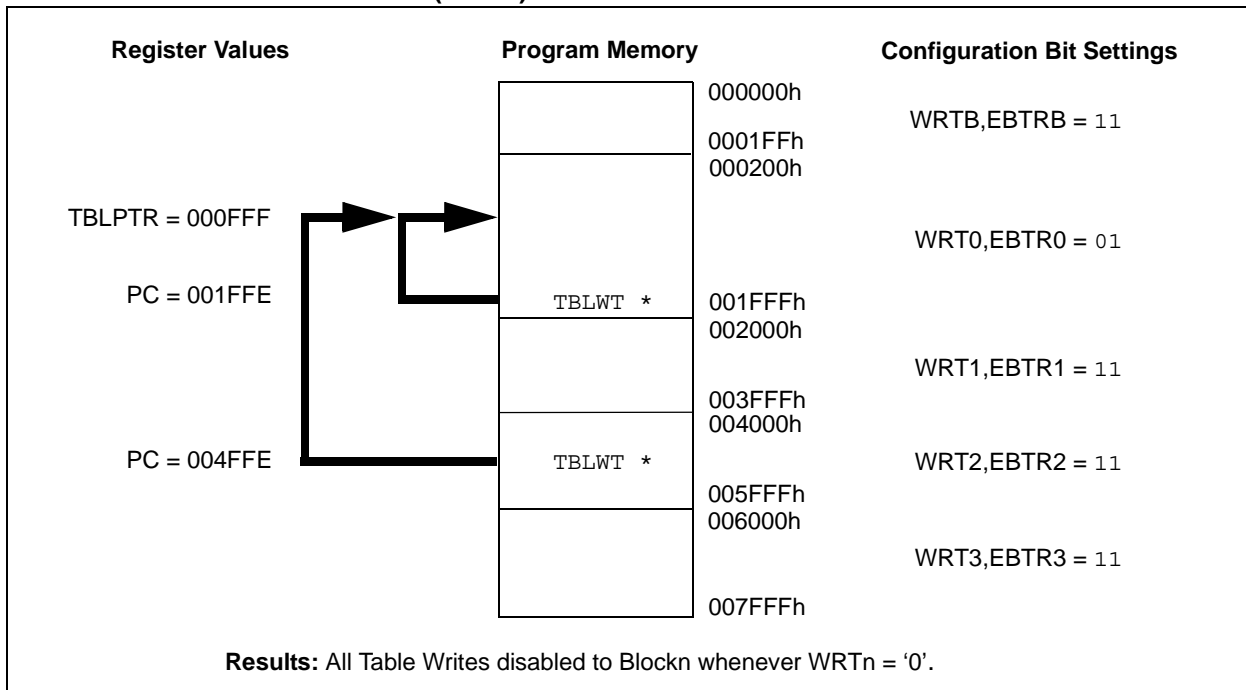 Register Values Program Memory Configuration Bit Settings
000000h
WRTB,EBTRB = 11
0001FFh
000200h
TBLPTR = 000FFF
WRT0,EBTR0 = 01
PC = 001FFE TBLWT * 001FFFh
002000h
WRT1,EBTR1 = 11
003FFFh
004000h
PC = 004FFE TBLWT * WRT2,EBTR2 = 11
005FFFh
006000h
WRT3,EBTR3 = 11
007FFFh
Results: All Table Writes disabled to Blockn whenever WRTn = ‘0’.